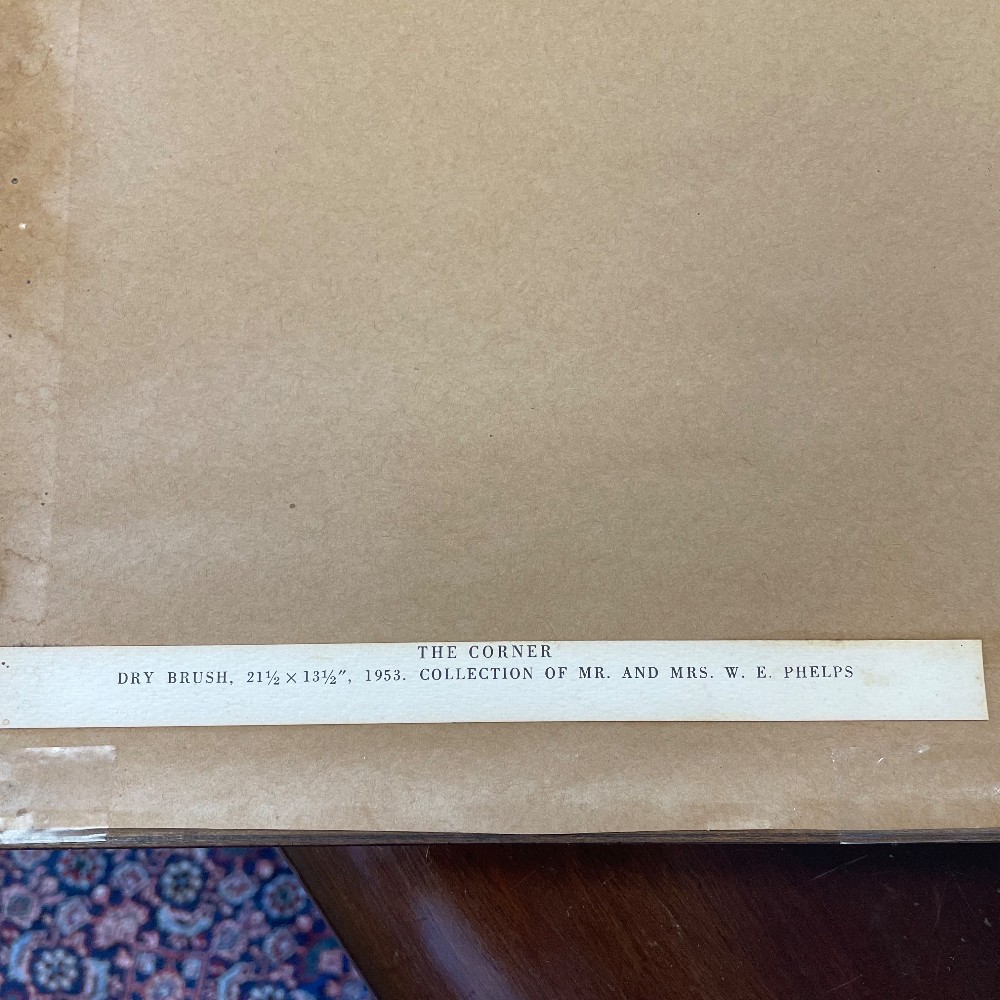 THE CORNER
DRY BRUSH, 21½ × 13½″, 1953. COLLECTION OF MR. AND MRS. W. E. PHELPS